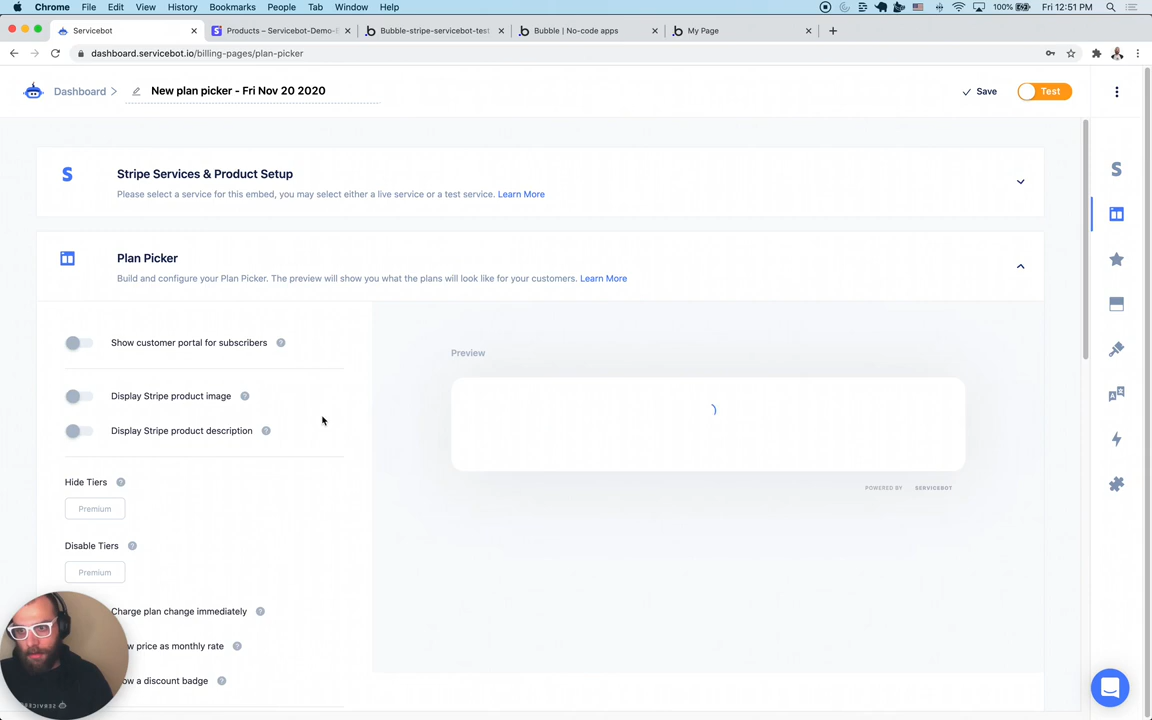 Chrome File Edit View History Bookmarks People Tab Window Help 100% Fri 12:51 PM
Servicebot Products – Servicebot-Demo- Bubble-stripe-servicebot-test Bubble | No-code apps My Page
dashboard.servicebot.io/billing-pages/plan-picker
Dashboard New plan picker - Fri Nov 20 2020 Save Test
Stripe Services & Product Setup
Please select a service for this embed, you may select either a live service or a test service. Learn More
Plan Picker
Build and configure your Plan Picker. The preview will show you what the plans will look like for your customers. Learn More
Show customer portal for subscribers
Preview
Display Stripe product image
Display Stripe product description
Hide Tiers
POWERED BY SERVICEBOT
Premium
Disable Tiers
Premium
Charge plan change immediately
price as monthly rate
a discount badge
SERVICEBOT